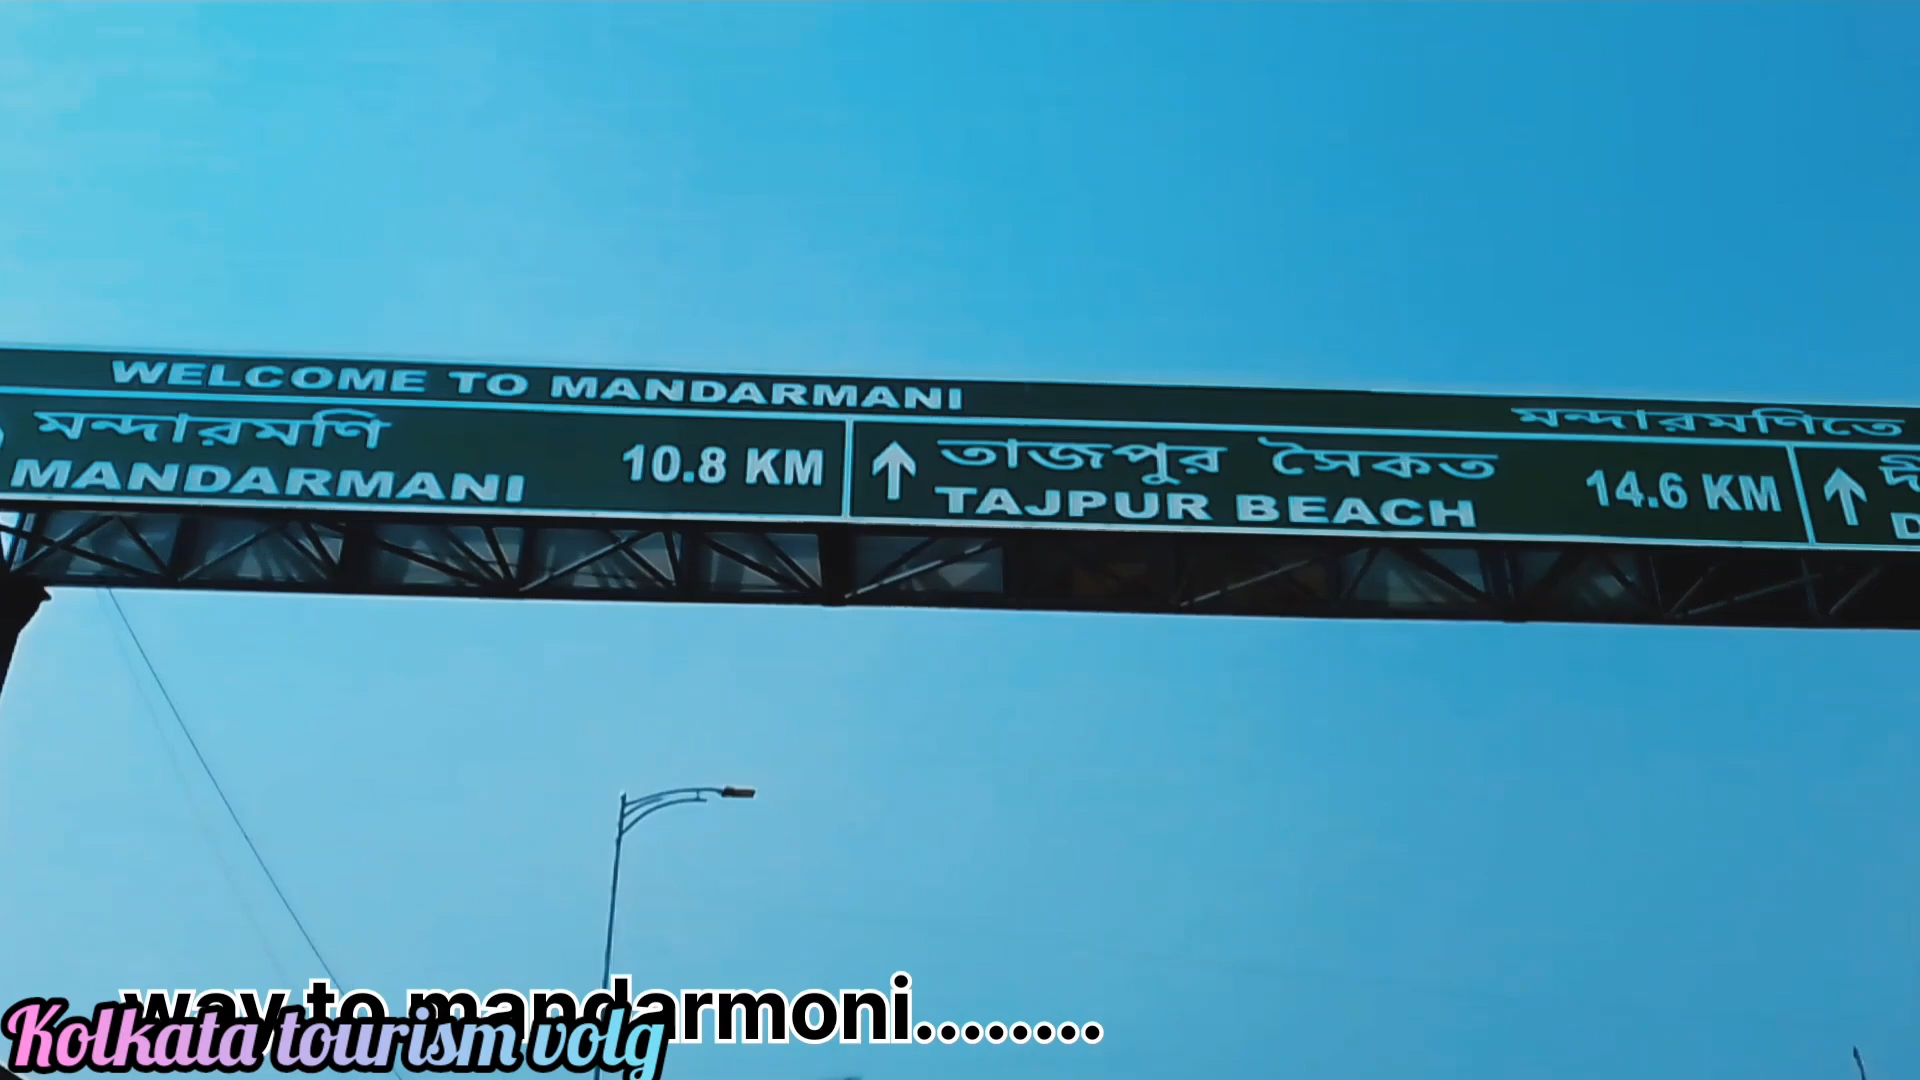 WELCOME TO MANDARMANI
মন্দারমণিতে
মন্দারমণি
MANDARMANI
10.8 KM
তাজপুর সৈকত
TAJPUR BEACH
14.6 KM
way to mandarmoni........
Kolkata tourism volg